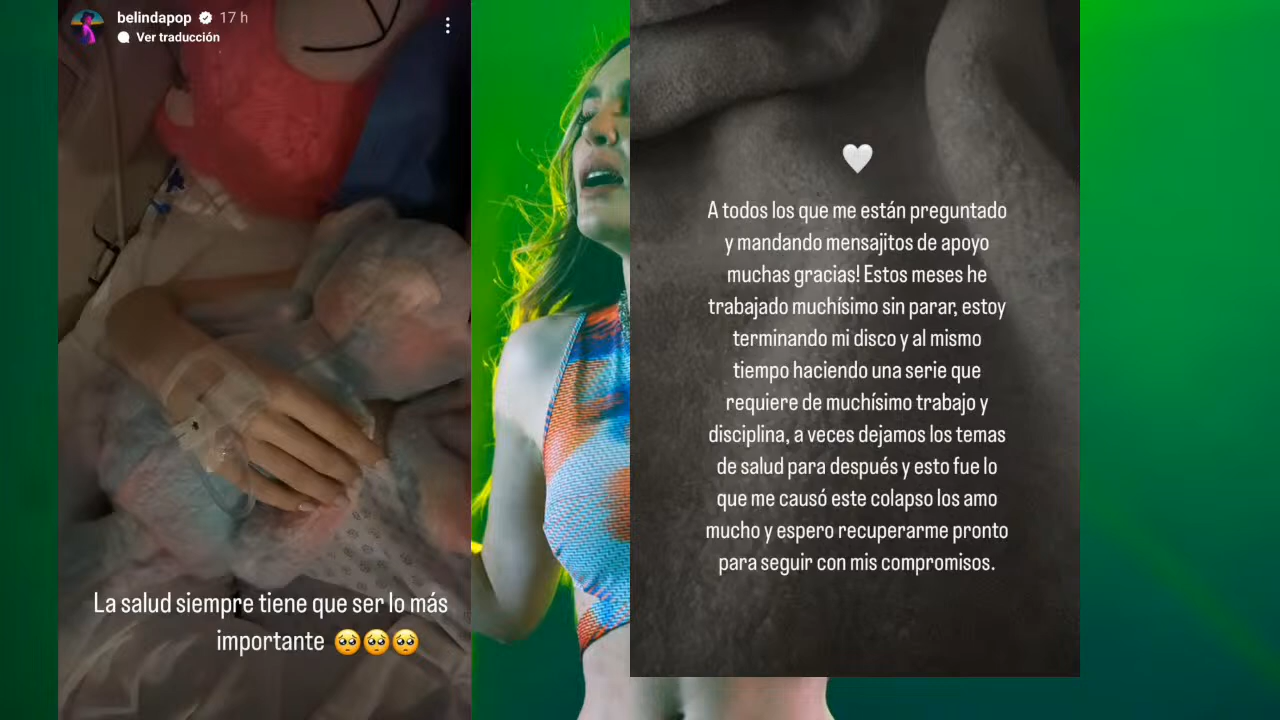 belindapop 17 h
Ver traducción
La salud siempre tiene que ser lo más
importante 🥺🥺🥺
🤍
A todos los que me están preguntado
y mandando mensajitos de apoyo
muchas gracias! Estos meses he
trabajado muchísimo sin parar, estoy
terminando mi disco y al mismo
tiempo haciendo una serie que
requiere de muchísimo trabajo y
disciplina, a veces dejamos los temas
de salud para después y esto fue lo
que me causó este colapso los amo
mucho y espero recuperarme pronto
para seguir con mis compromisos.